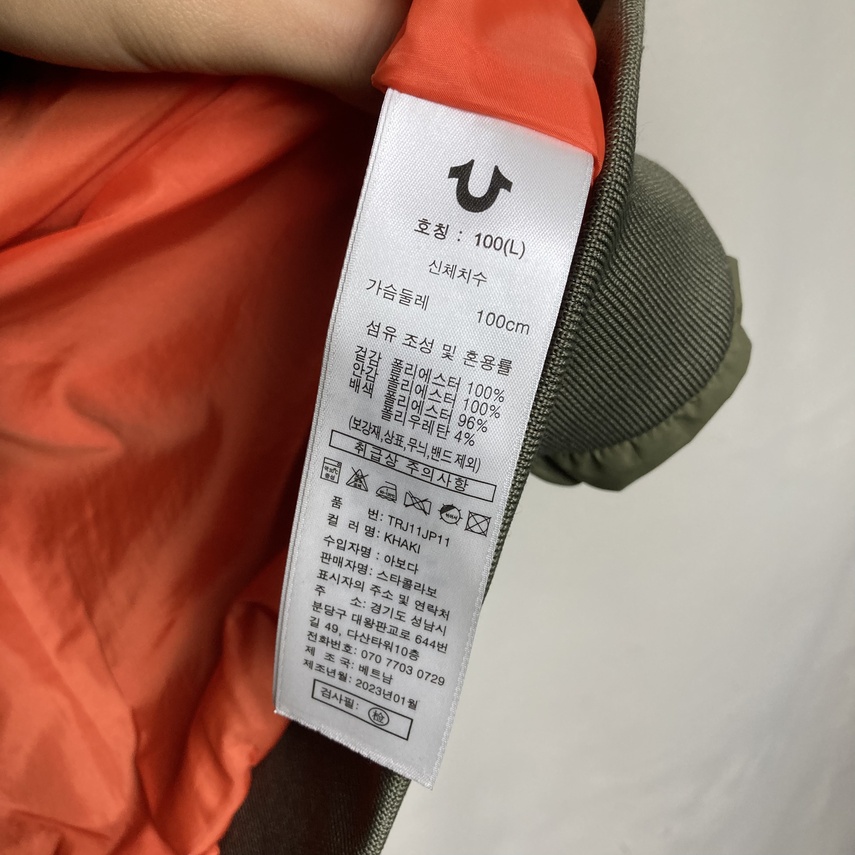 호칭 : 100(L)
신체치수
가슴둘레 100cm
섬유 조성 및 혼용률
겉감 폴리에스터 100%
안감 폴리에스터 100%
배색 폴리에스터 96%
폴리우레탄 4%
(보강재,상표,무늬,밴드 제외)
취급상 주의사항
품 번: TRJ11JP11
컬 러 명: KHAKI
수입자명 : 아보다
판매자명: 스타콜라보
표시자의 주소 및 연락처
주 소: 경기도 성남시
분당구 대왕판교로 644번
길 49, 다산타워10층
전화번호: 070 7703 0729
제 조 국: 베트남
제조년월: 2023년01월
검사필: 檢